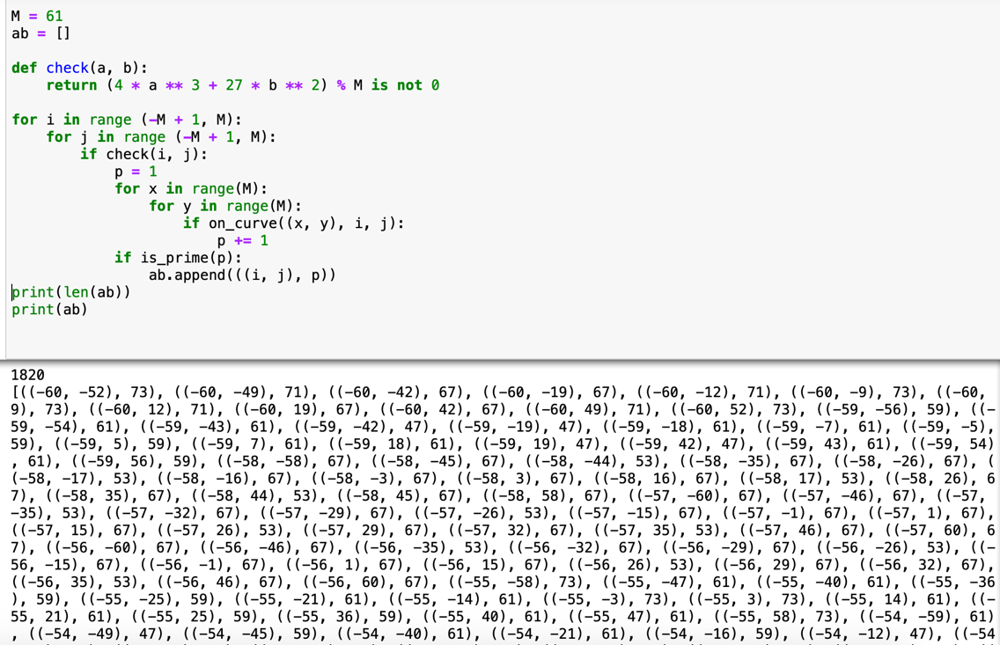 M = 61
ab = []
def check(a, b):
    return (4 * a ** 3 + 27 * b ** 2) % M is not 0
for i in range (-M + 1, M):
    for j in range (-M + 1, M):
        if check(i, j):
            p = 1
            for x in range(M):
                for y in range(M):
                    if on_curve((x, y), i, j):
                        p += 1
            if is_prime(p):
                ab.append(((i, j), p))
print(len(ab))
print(ab)
1820
[((-60, -52), 73), ((-60, -49), 71), ((-60, -42), 67), ((-60, -19), 67), ((-60, -12), 71), ((-60, -9), 73), ((-60,
9), 73), ((-60, 12), 71), ((-60, 19), 67), ((-60, 42), 67), ((-60, 49), 71), ((-60, 52), 73), ((-59, -56), 59), ((-
59, -54), 61), ((-59, -43), 61), ((-59, -42), 47), ((-59, -19), 47), ((-59, -18), 61), ((-59, -7), 61), ((-59, -5),
59), ((-59, 5), 59), ((-59, 7), 61), ((-59, 18), 61), ((-59, 19), 47), ((-59, 42), 47), ((-59, 43), 61), ((-59, 54)
, 61), ((-59, 56), 59), ((-58, -58), 67), ((-58, -45), 67), ((-58, -44), 53), ((-58, -35), 67), ((-58, -26), 67), (
(-58, -17), 53), ((-58, -16), 67), ((-58, -3), 67), ((-58, 3), 67), ((-58, 16), 67), ((-58, 17), 53), ((-58, 26), 6
7), ((-58, 35), 67), ((-58, 44), 53), ((-58, 45), 67), ((-58, 58), 67), ((-57, -60), 67), ((-57, -46), 67), ((-57,
-35), 53), ((-57, -32), 67), ((-57, -29), 67), ((-57, -26), 53), ((-57, -15), 67), ((-57, -1), 67), ((-57, 1), 67),
((-57, 15), 67), ((-57, 26), 53), ((-57, 29), 67), ((-57, 32), 67), ((-57, 35), 53), ((-57, 46), 67), ((-57, 60), 6
7), ((-56, -60), 67), ((-56, -46), 67), ((-56, -35), 53), ((-56, -32), 67), ((-56, -29), 67), ((-56, -26), 53), ((-
56, -15), 67), ((-56, -1), 67), ((-56, 1), 67), ((-56, 15), 67), ((-56, 26), 53), ((-56, 29), 67), ((-56, 32), 67),
((-56, 35), 53), ((-56, 46), 67), ((-56, 60), 67), ((-55, -58), 73), ((-55, -47), 61), ((-55, -40), 61), ((-55, -36
), 59), ((-55, -25), 59), ((-55, -21), 61), ((-55, -14), 61), ((-55, -3), 73), ((-55, 3), 73), ((-55, 14), 61), ((-
55, 21), 61), ((-55, 25), 59), ((-55, 36), 59), ((-55, 40), 61), ((-55, 47), 61), ((-55, 58), 73), ((-54, -59), 61)
, ((-54, -49), 47), ((-54, -45), 59), ((-54, -40), 61), ((-54, -21), 61), ((-54, -16), 59), ((-54, -12), 47), ((-54